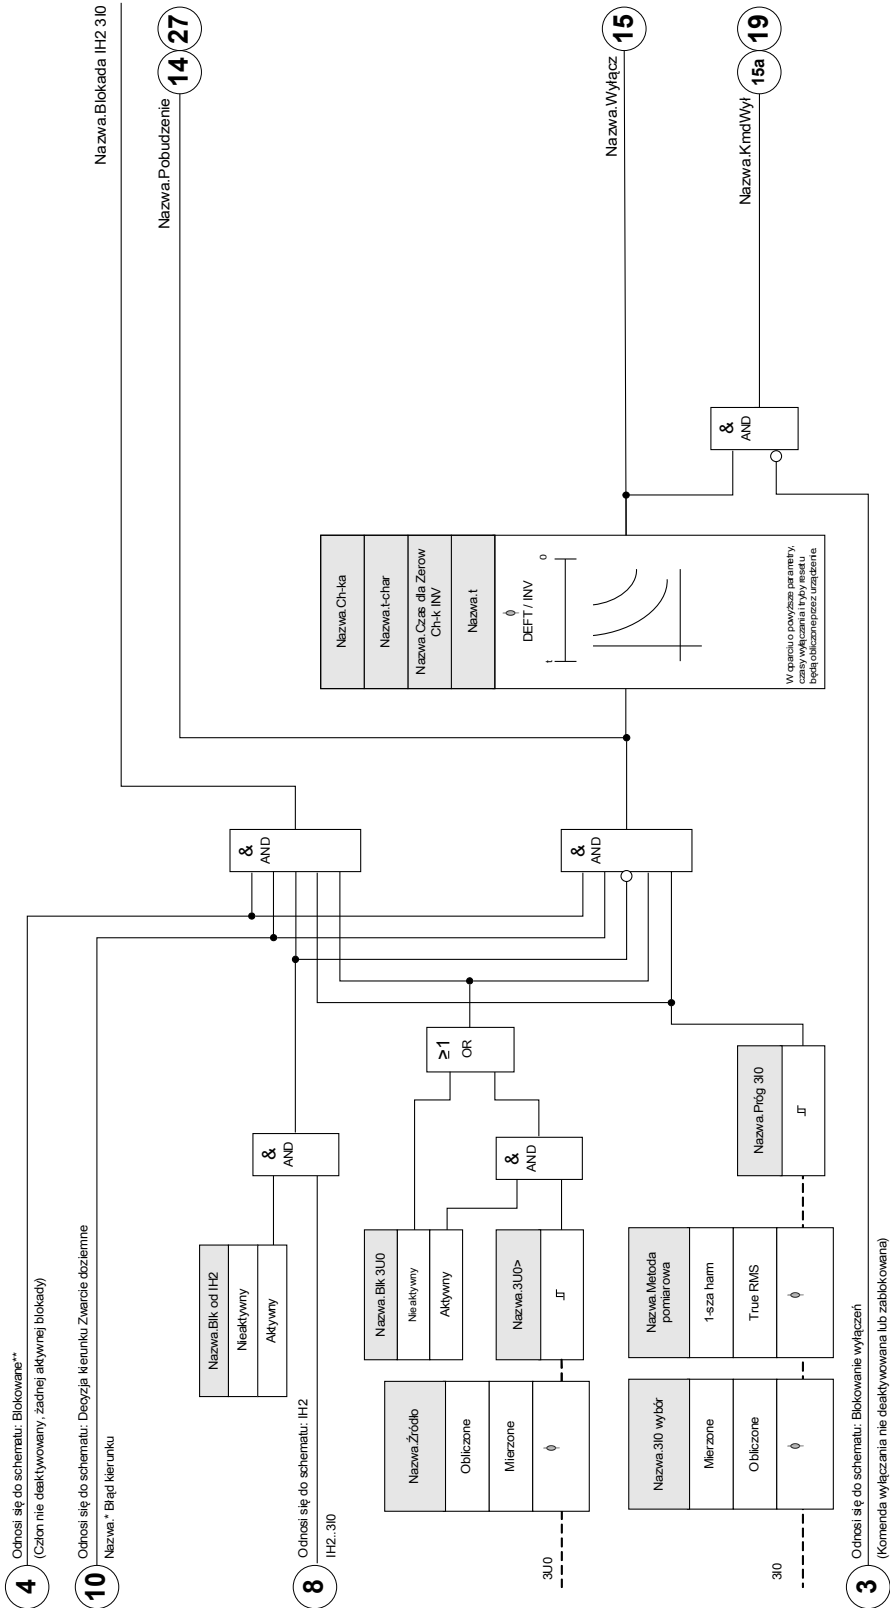 4
Odnosi się do schematu: Blokowane**
(Człon nie deaktywowany, żadnej aktywnej blokady)
10
Odnosi się do schematu: Decyzja kierunku Zwarcie doziemne
Nazwa.* Błąd kierunku
8
Odnosi się do schematu: IH2
IH2..3I0
Nazwa.Blk od IH2
Nieaktywny
Aktywny
&
AND
&
AND
Nazwa.Blokada IH2 3I0
Nazwa.Pobudzenie
14
27
Nazwa.Źródło
Obliczone
Mierzone
ϕ
3U0
Nazwa.Blk 3U0
Nieaktywny
Aktywny
Nazwa.3U0>
&
AND
≥1
OR
&
AND
Nazwa.Ch-ka
Nazwa.t-char
Nazwa.Czas dla Zerow
Ch-k INV
Nazwa.t
ϕ
DEFT / INV
t
0
W oparciu o powyższe parametry,
czasy wyłączania i tryby resetu
będą obliczone przez urządzenie.
Nazwa.Wyłącz
15
Nazwa.3I0 wybór
Mierzone
Obliczone
ϕ
3I0
Nazwa.Metoda
pomiarowa
1-sza harm
True RMS
ϕ
Nazwa.Próg 3I0
&
AND
Nazwa.KmdWył
15a
19
3
Odnosi się do schematu: Blokowanie wyłączeń
(Komenda wyłączania nie deaktywowana lub zablokowana)